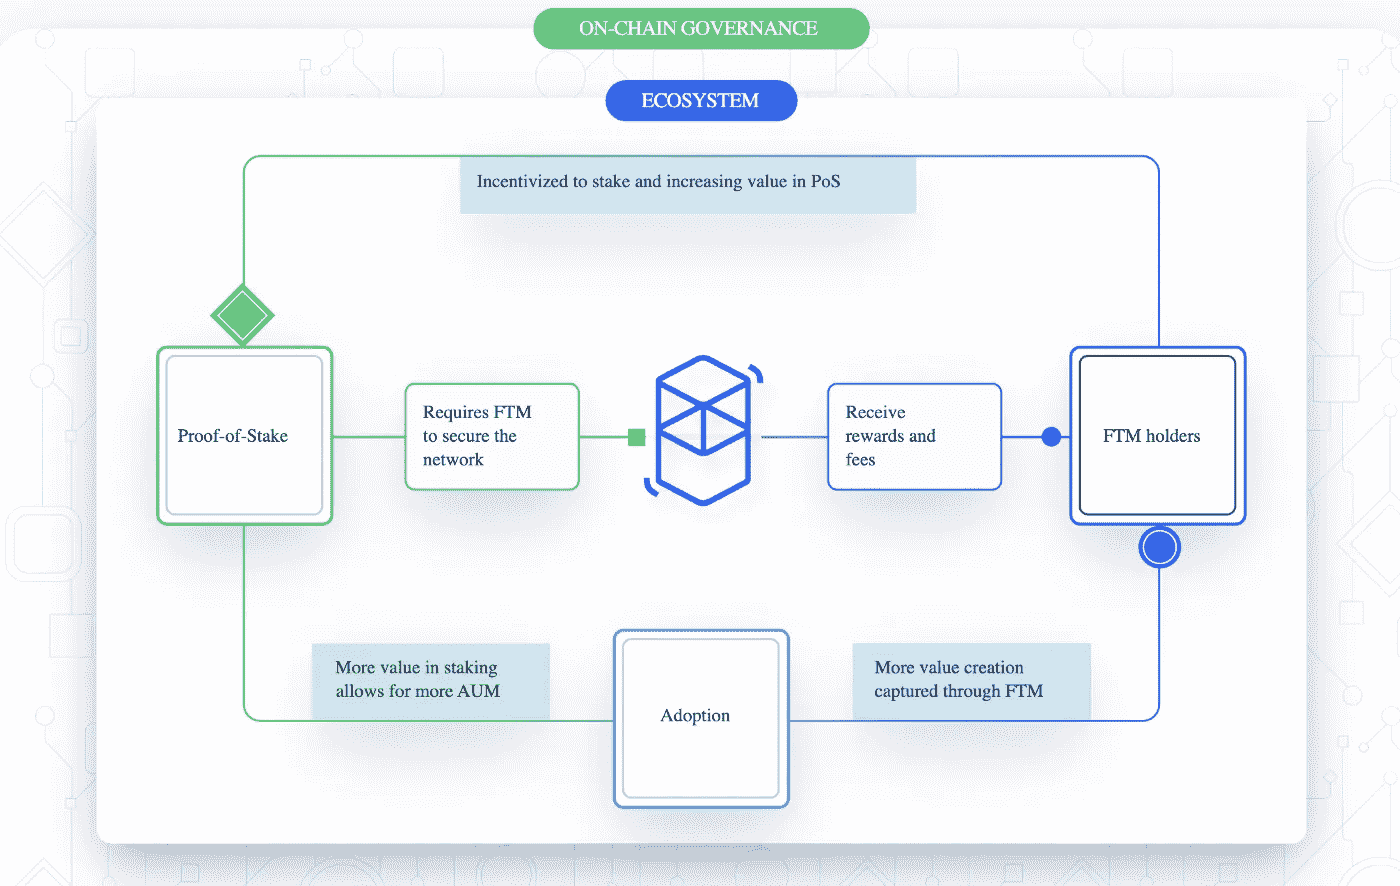 ON-CHAIN GOVERNANCE
ECOSYSTEM
Incentivized to stake and increasing value in PoS
Proof-of-Stake
Requires FTM
to secure the
network
Receive
rewards and
fees
FTM holders
More value in staking
allows for more AUM
Adoption
More value creation
captured through FTM